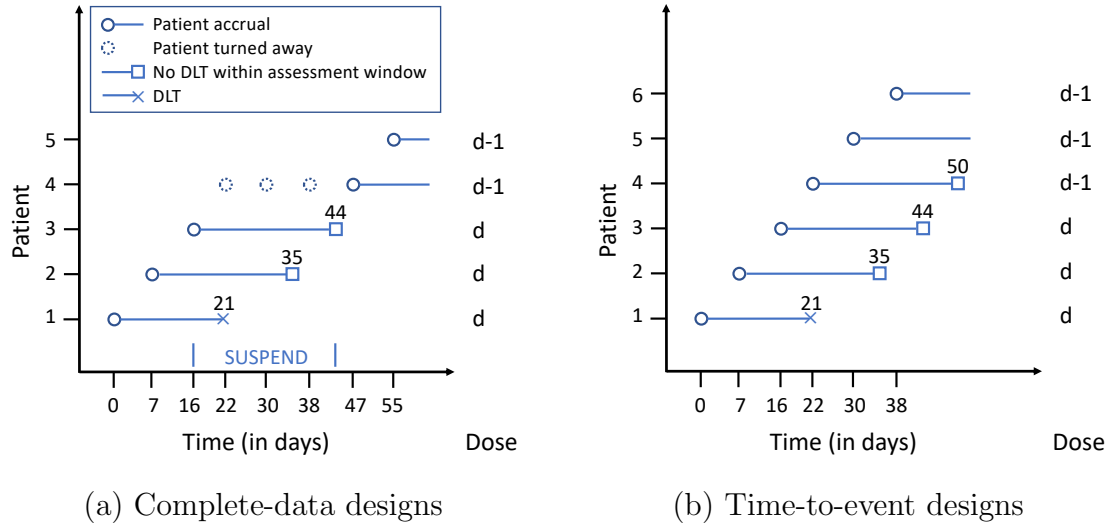 Patient accrual
Patient turned away
No DLT within assessment window
DLT
Patient
5
4
3
2
1
44
35
21
SUSPEND
d-1
d-1
d
d
d
0 7 16 22 30 38 47 55
Time (in days) Dose
(a) Complete-data designs
Patient
6
5
4
3
2
1
50
44
35
21
d-1
d-1
d-1
d
d
d
0 7 16 22 30 38
Time (in days) Dose
(b) Time-to-event designs